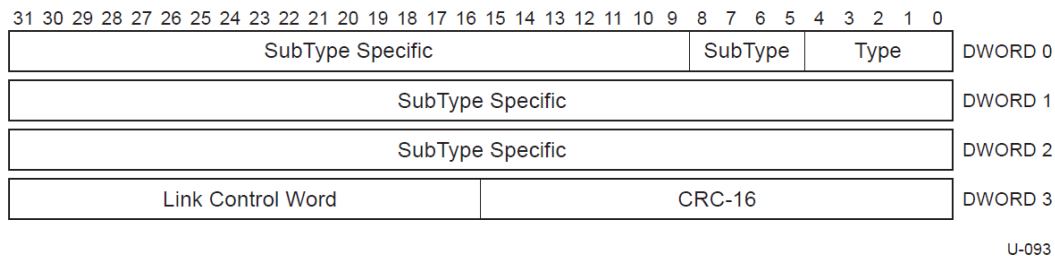 31 30 29 28 27 26 25 24 23 22 21 20 19 18 17 16 15 14 13 12 11 10 9 8 7 6 5 4 3 2 1 0
SubType Specific SubType Type DWORD 0
SubType Specific DWORD 1
SubType Specific DWORD 2
Link Control Word CRC-16 DWORD 3
U-093